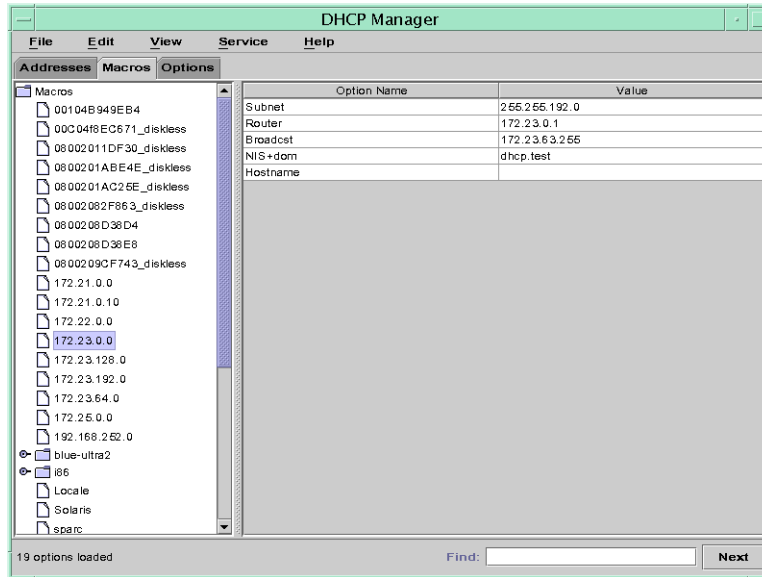 DHCP Manager
File Edit View Service Help
Addresses Macros Options
Macros
00104B949EB4
00C04f8EC671_diskless
08002011DF30_diskless
0800201ABE4E_diskless
0800201AC25E_diskless
08002082F863_diskless
0800208D38D4
0800208D38E8
0800209CF743_diskless
172.21.0.0
172.21.0.10
172.22.0.0
172.23.0.0
172.23.128.0
172.23.192.0
172.23.64.0
172.25.0.0
192.168.252.0
blue-ultra2
i86
Locale
Solaris
sparc
Option Name Value
Subnet 255.255.192.0
Router 172.23.0.1
Broadcst 172.23.63.255
NIS+dom dhcp.test
Hostname
19 options loaded
Find: Next